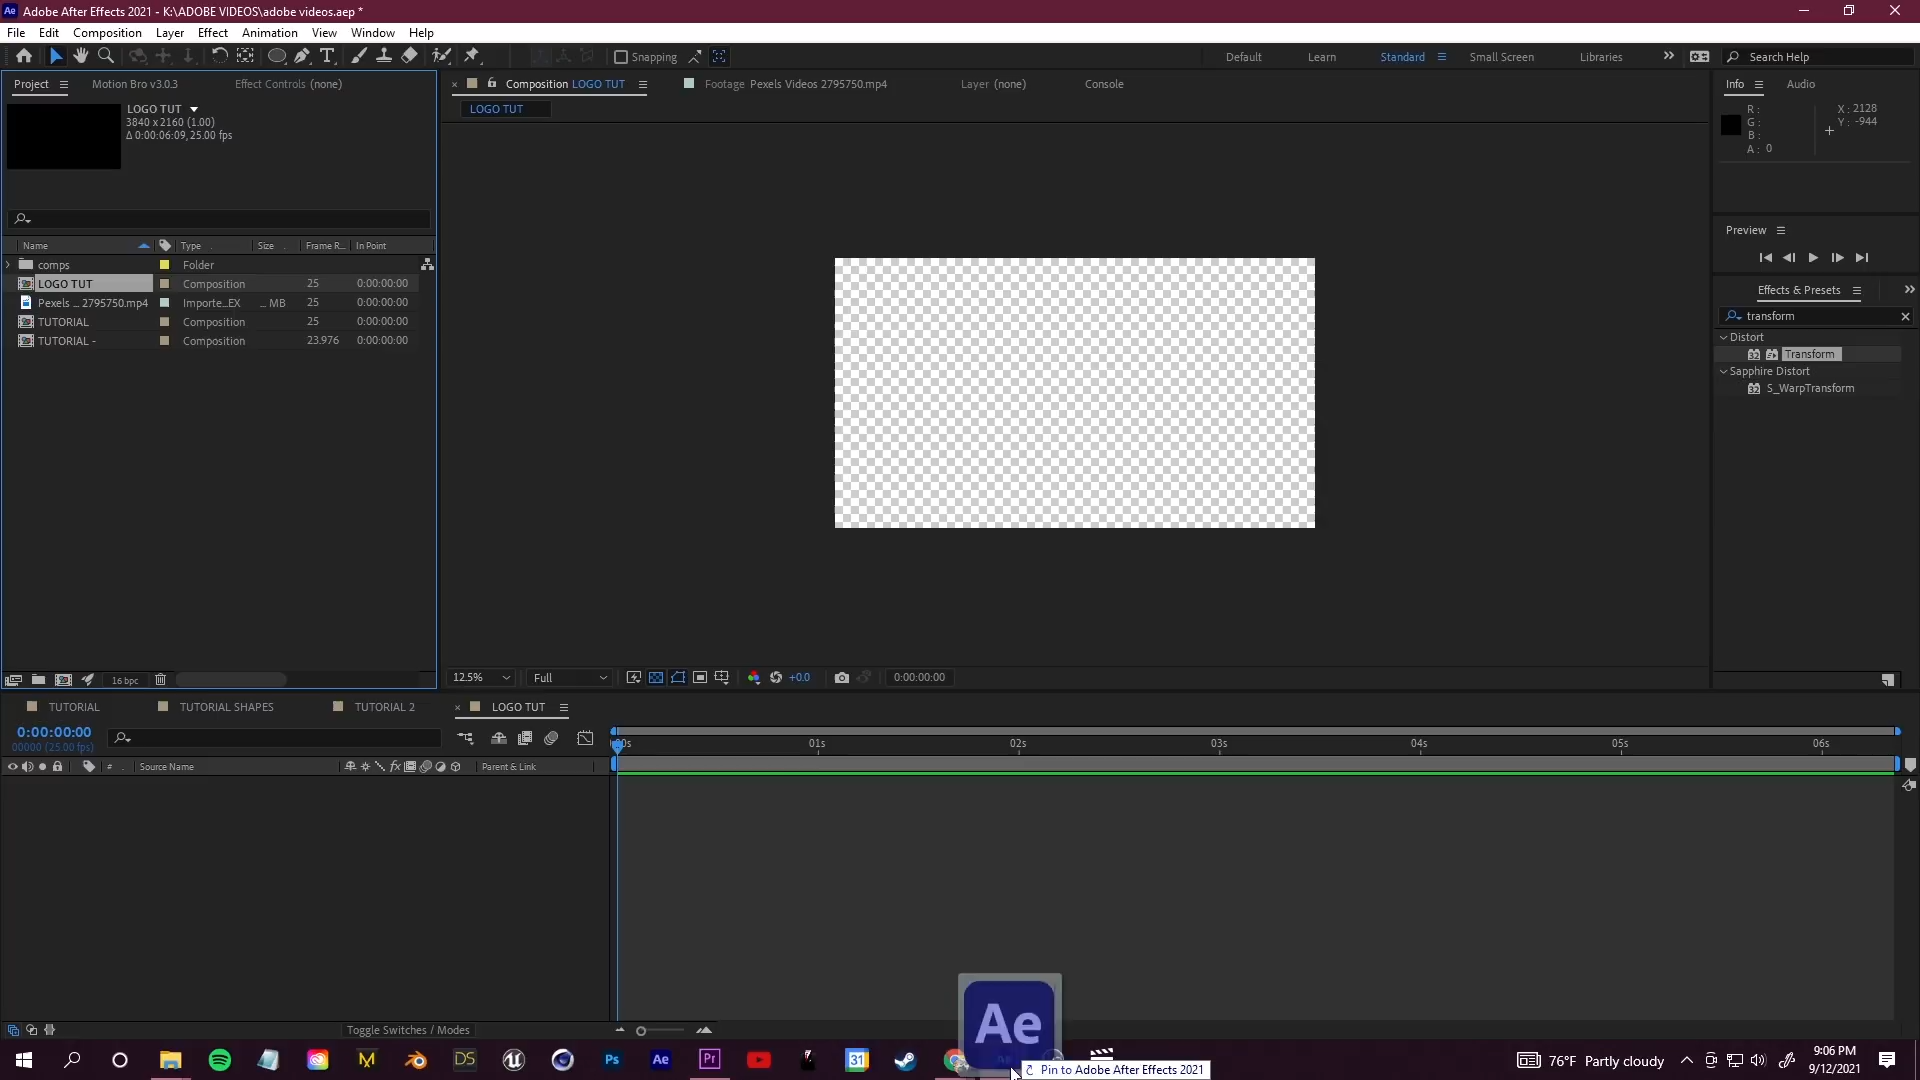 Adobe After Effects 2021 - K:\ADOBE VIDEOS\adobe videos.aep *
File Edit Composition Layer Effect Animation View Window Help
Snapping Default Learn Standard Small Screen Libraries Search Help
Project Motion Bro v3.0.3 Effect Controls (none)
Composition LOGO TUT Footage Pexels Videos 2795750.mp4 Layer (none) Console
Info Audio
LOGO TUT
3840 x 2160 (1.00)
Δ 0:00:06:09, 25.00 fps
LOGO TUT
R :
G :
B :
A : 0
X : 2128
Y : -944
Preview
Name Type Size Frame R... In Point
comps Folder
LOGO TUT Composition 25 0:00:00:00
Pexels ... 2795750.mp4 Importe...EX ... MB 25 0:00:00:00
TUTORIAL Composition 25 0:00:00:00
TUTORIAL - Composition 23.976 0:00:00:00
Effects & Presets
transform
Distort
32 Transform
Sapphire Distort
32 S_WarpTransform
16 bpc
12.5% Full +0.0 0:00:00:00
TUTORIAL TUTORIAL SHAPES TUTORIAL 2 LOGO TUT
0:00:00:00
00000 (25.00 fps)
00s 01s 02s 03s 04s 05s 06s
# Source Name fx Parent & Link
Toggle Switches / Modes
Ae
M DS Ps Ae Pr 31
Pin to Adobe After Effects 2021
76°F Partly cloudy
9:06 PM
9/12/2021